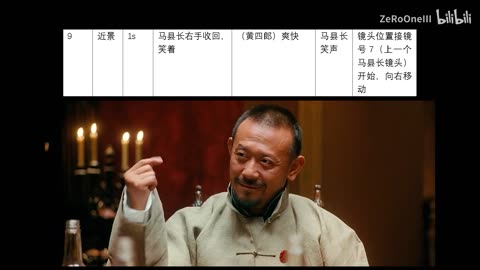 ZeRoOneIII bilibili
9 近景 1s 马县长右手收回, （黄四郎）爽快 马县长 镜头位置接镜
笑着 笑声 号 7（上一个
马县长镜头）
开始，向右移
动